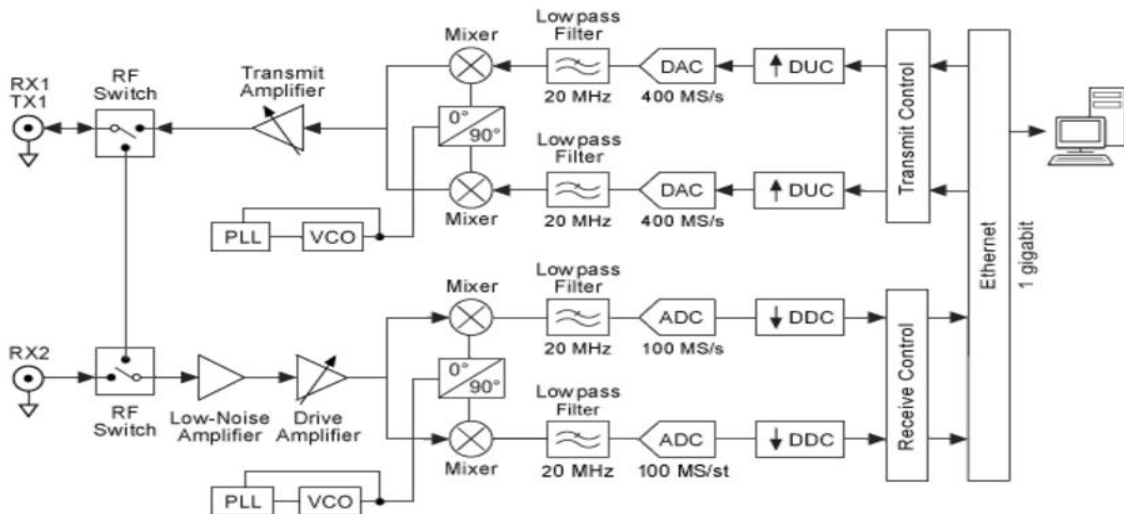 RX1
TX1
RF
Switch
Transmit
Amplifier
Mixer
Lowpass
Filter
20 MHz
DAC
400 MS/s
DUC
0°
90°
Mixer
Lowpass
Filter
20 MHz
DAC
400 MS/s
DUC
PLL
VCO
Transmit Control
Ethernet
1 gigabit
RX2
RF
Switch
Low-Noise
Amplifier
Drive
Amplifier
Mixer
Lowpass
Filter
20 MHz
ADC
100 MS/s
DDC
0°
90°
Mixer
Lowpass
Filter
20 MHz
ADC
100 MS/st
DDC
PLL
VCO
Receive Control